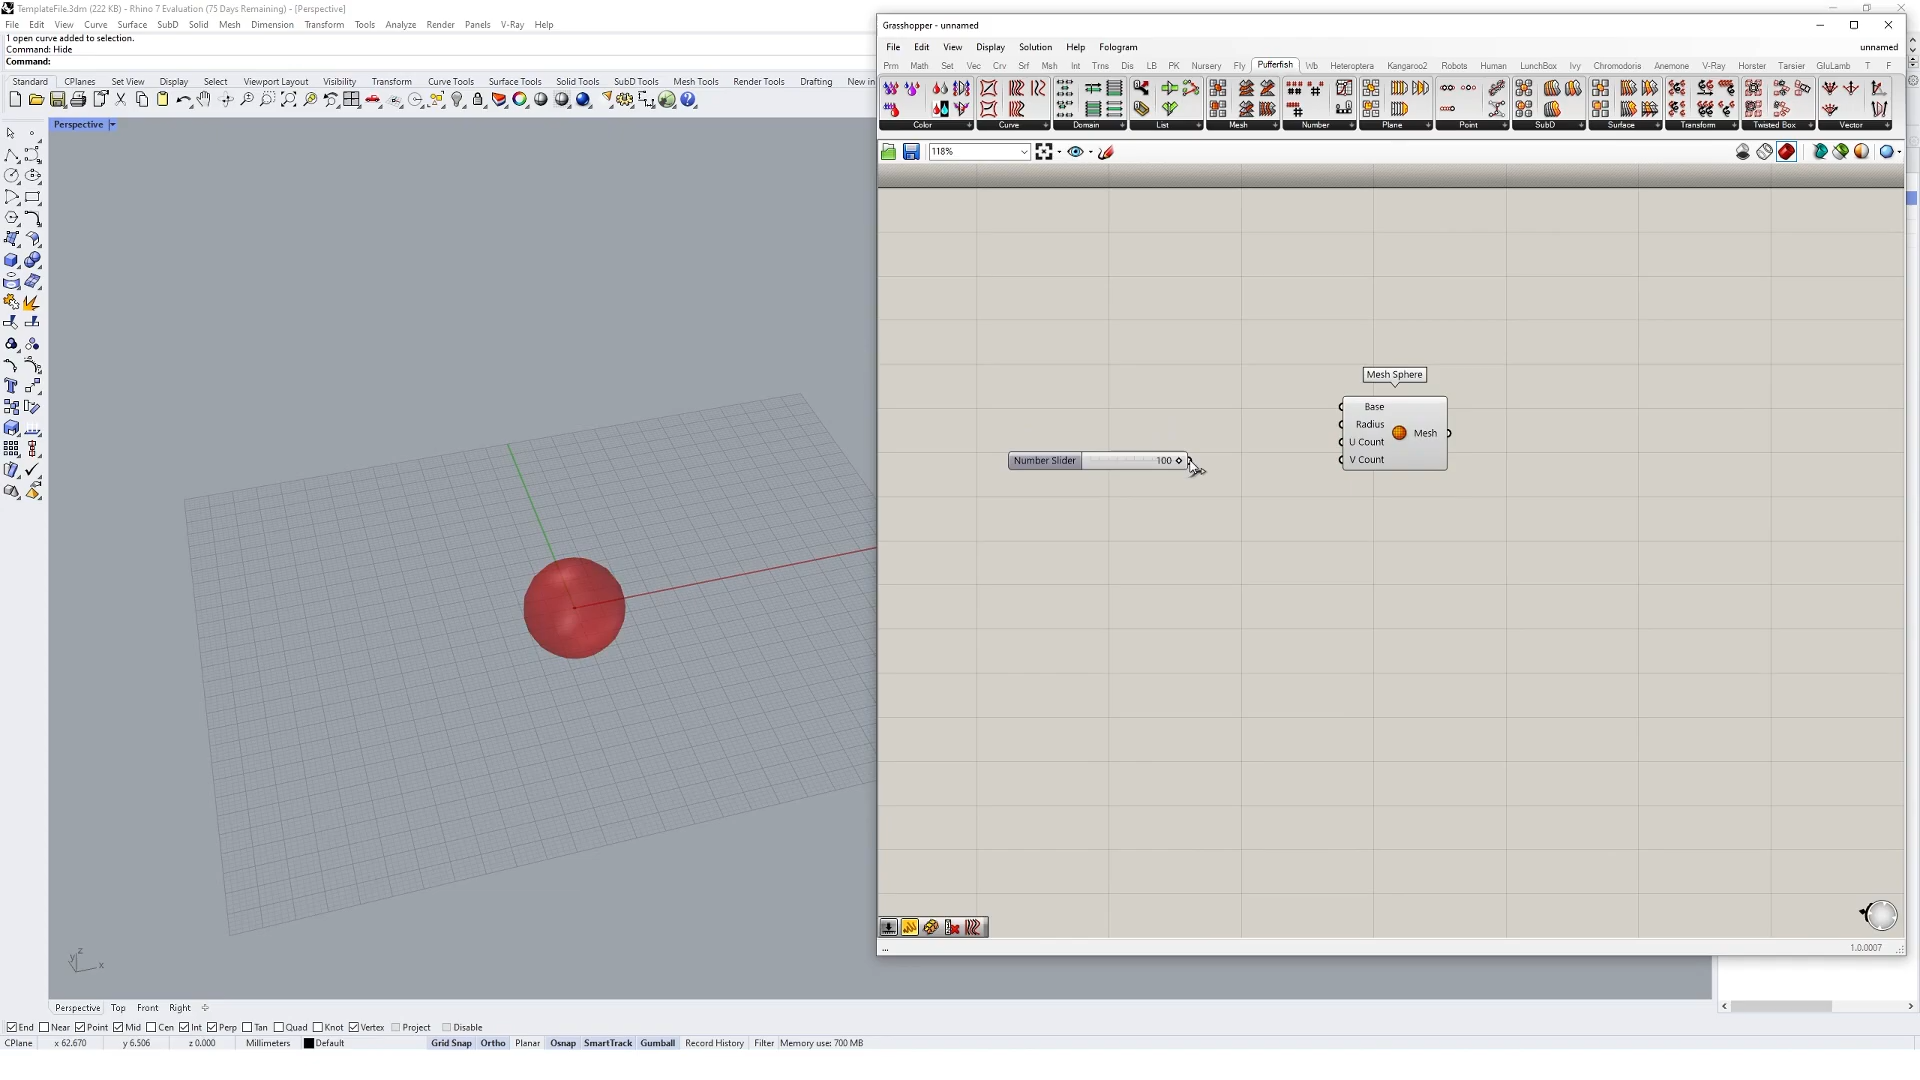 TemplateFile.3dm (222 KB) - Rhino 7 Evaluation (75 Days Remaining) - [Perspective]
File Edit View Curve Surface SubD Solid Mesh Dimension Transform Tools Analyze Render Panels V-Ray Help
1 open curve added to selection.
Command: Hide
Command:
Standard CPlanes Set View Display Select Viewport Layout Visibility Transform Curve Tools Surface Tools Solid Tools SubD Tools Mesh Tools Render Tools Drafting New in
Perspective
Grasshopper - unnamed
File Edit View Display Solution Help Fologram unnamed
Prm Math Set Vec Crv Srf Msh Int Trns Dis LB PK Nursery Fly Pufferfish Wb Heteroptera Kangaroo2 Robots Human LunchBox Ivy Chromodoris Anemone V-Ray Horster Tarsier GluLamb T F
Color Curve Domain List Mesh Number Plane Point SubD Surface Transform Twisted Box Vector
118%
Mesh Sphere
Base
Radius
U Count
V Count
Mesh
Number Slider 100
...
1.0.0007
z
y
x
Perspective Top Front Right
End Near Point Mid Cen Int Perp Tan Quad Knot Vertex Project Disable
CPlane x 62.670 y 6.506 z 0.000 Millimeters Default Grid Snap Ortho Planar Osnap SmartTrack Gumball Record History Filter Memory use: 700 MB